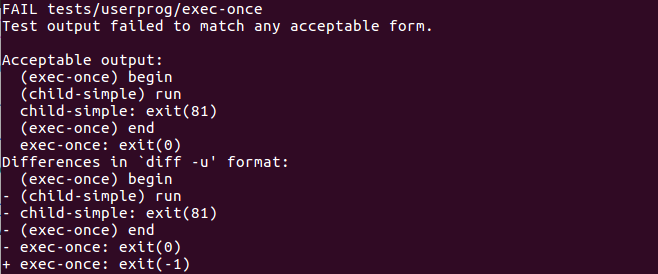 FAIL tests/userprog/exec-once
Test output failed to match any acceptable form.

Acceptable output:
  (exec-once) begin
  (child-simple) run
  child-simple: exit(81)
  (exec-once) end
  exec-once: exit(0)
Differences in `diff -u' format:
  (exec-once) begin
- (child-simple) run
- child-simple: exit(81)
- (exec-once) end
- exec-once: exit(0)
+ exec-once: exit(-1)